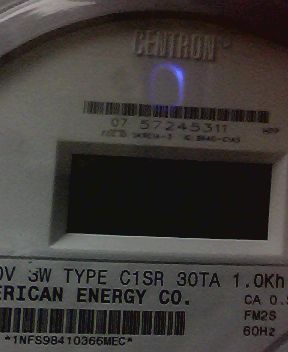 CENTRON
07 57245311
0V 3W TYPE C1SR 30TA 1.0Kh
ERICAN ENERGY CO. CA 0.
FM2S
60Hz
*1NFS98410366MEC*